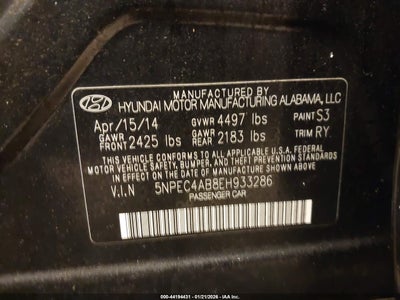 MANUFACTURED BY
HYUNDAI MOTOR MANUFACTURING ALABAMA, LLC
Apr/15/14 GVWR 4497 lbs PAINT S3
GAWR FRONT 2425 lbs GAWR REAR 2183 lbs TRIM RY
THIS VEHICLE CONFORMS TO ALL APPLICABLE FEDERAL
MOTOR VEHICLE SAFETY, BUMPER, AND THEFT PREVENTION
STANDARDS IN EFFECT ON THE DATE OF MANUFACTURE SHOWN ABOVE.
V.I.N 5NPEC4AB8EH933286
PASSENGER CAR
© IAA Stock: 44194431 - 01/21/2026 - IAA Inc.